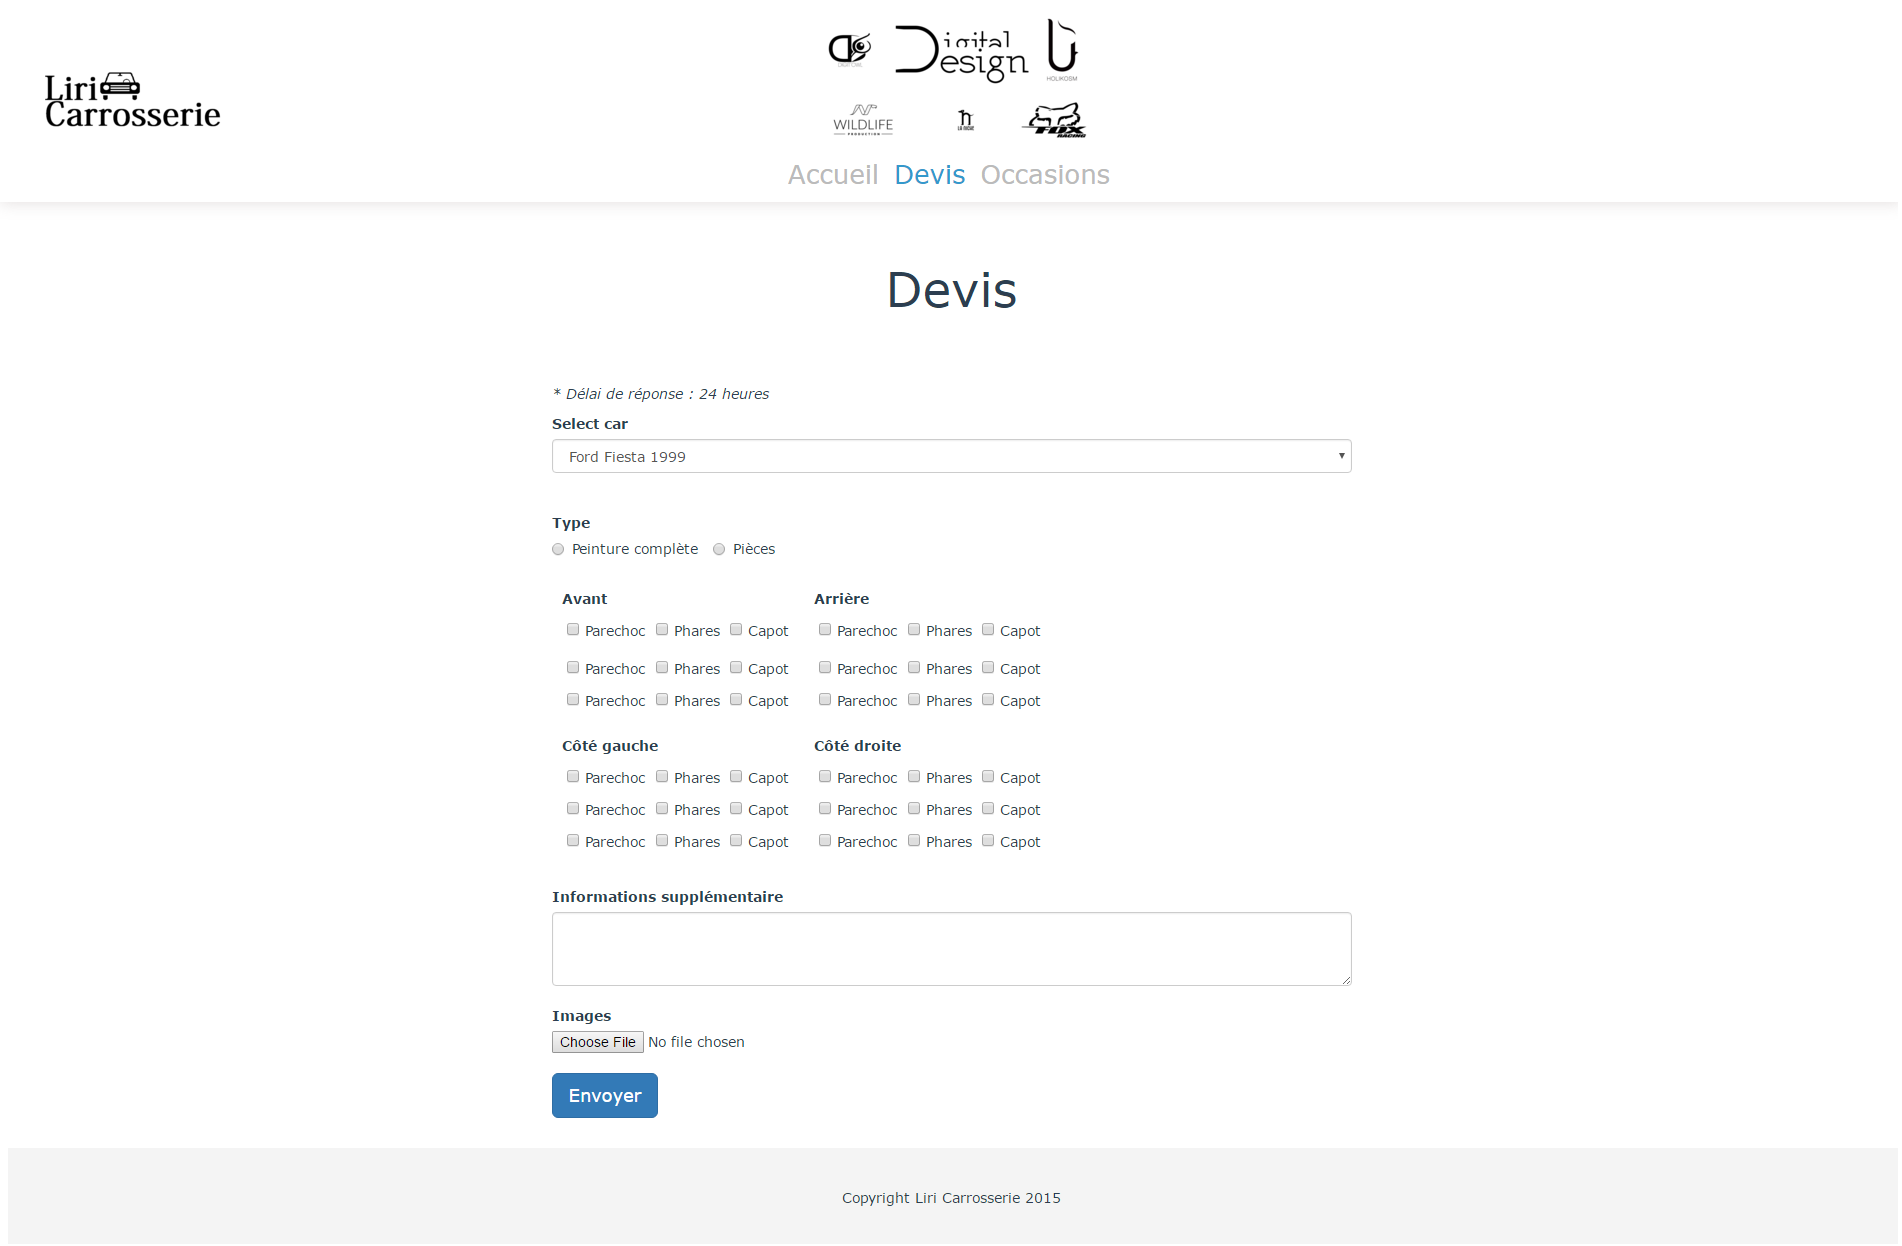 Liri
Carrosserie
Digital
Design
HOLIKOSM
WILDLIFE
PRODUCTION
LA NICHE
FOX
RACING
Accueil Devis Occasions
Devis
* Délai de réponse : 24 heures
Select car
Ford Fiesta 1999
Type
Peinture complète Pièces
Avant Arrière
Parechoc Phares Capot Parechoc Phares Capot
Parechoc Phares Capot Parechoc Phares Capot
Parechoc Phares Capot Parechoc Phares Capot
Côté gauche Côté droite
Parechoc Phares Capot Parechoc Phares Capot
Parechoc Phares Capot Parechoc Phares Capot
Parechoc Phares Capot Parechoc Phares Capot
Informations supplémentaire
Images
Choose File No file chosen
Envoyer
Copyright Liri Carrosserie 2015